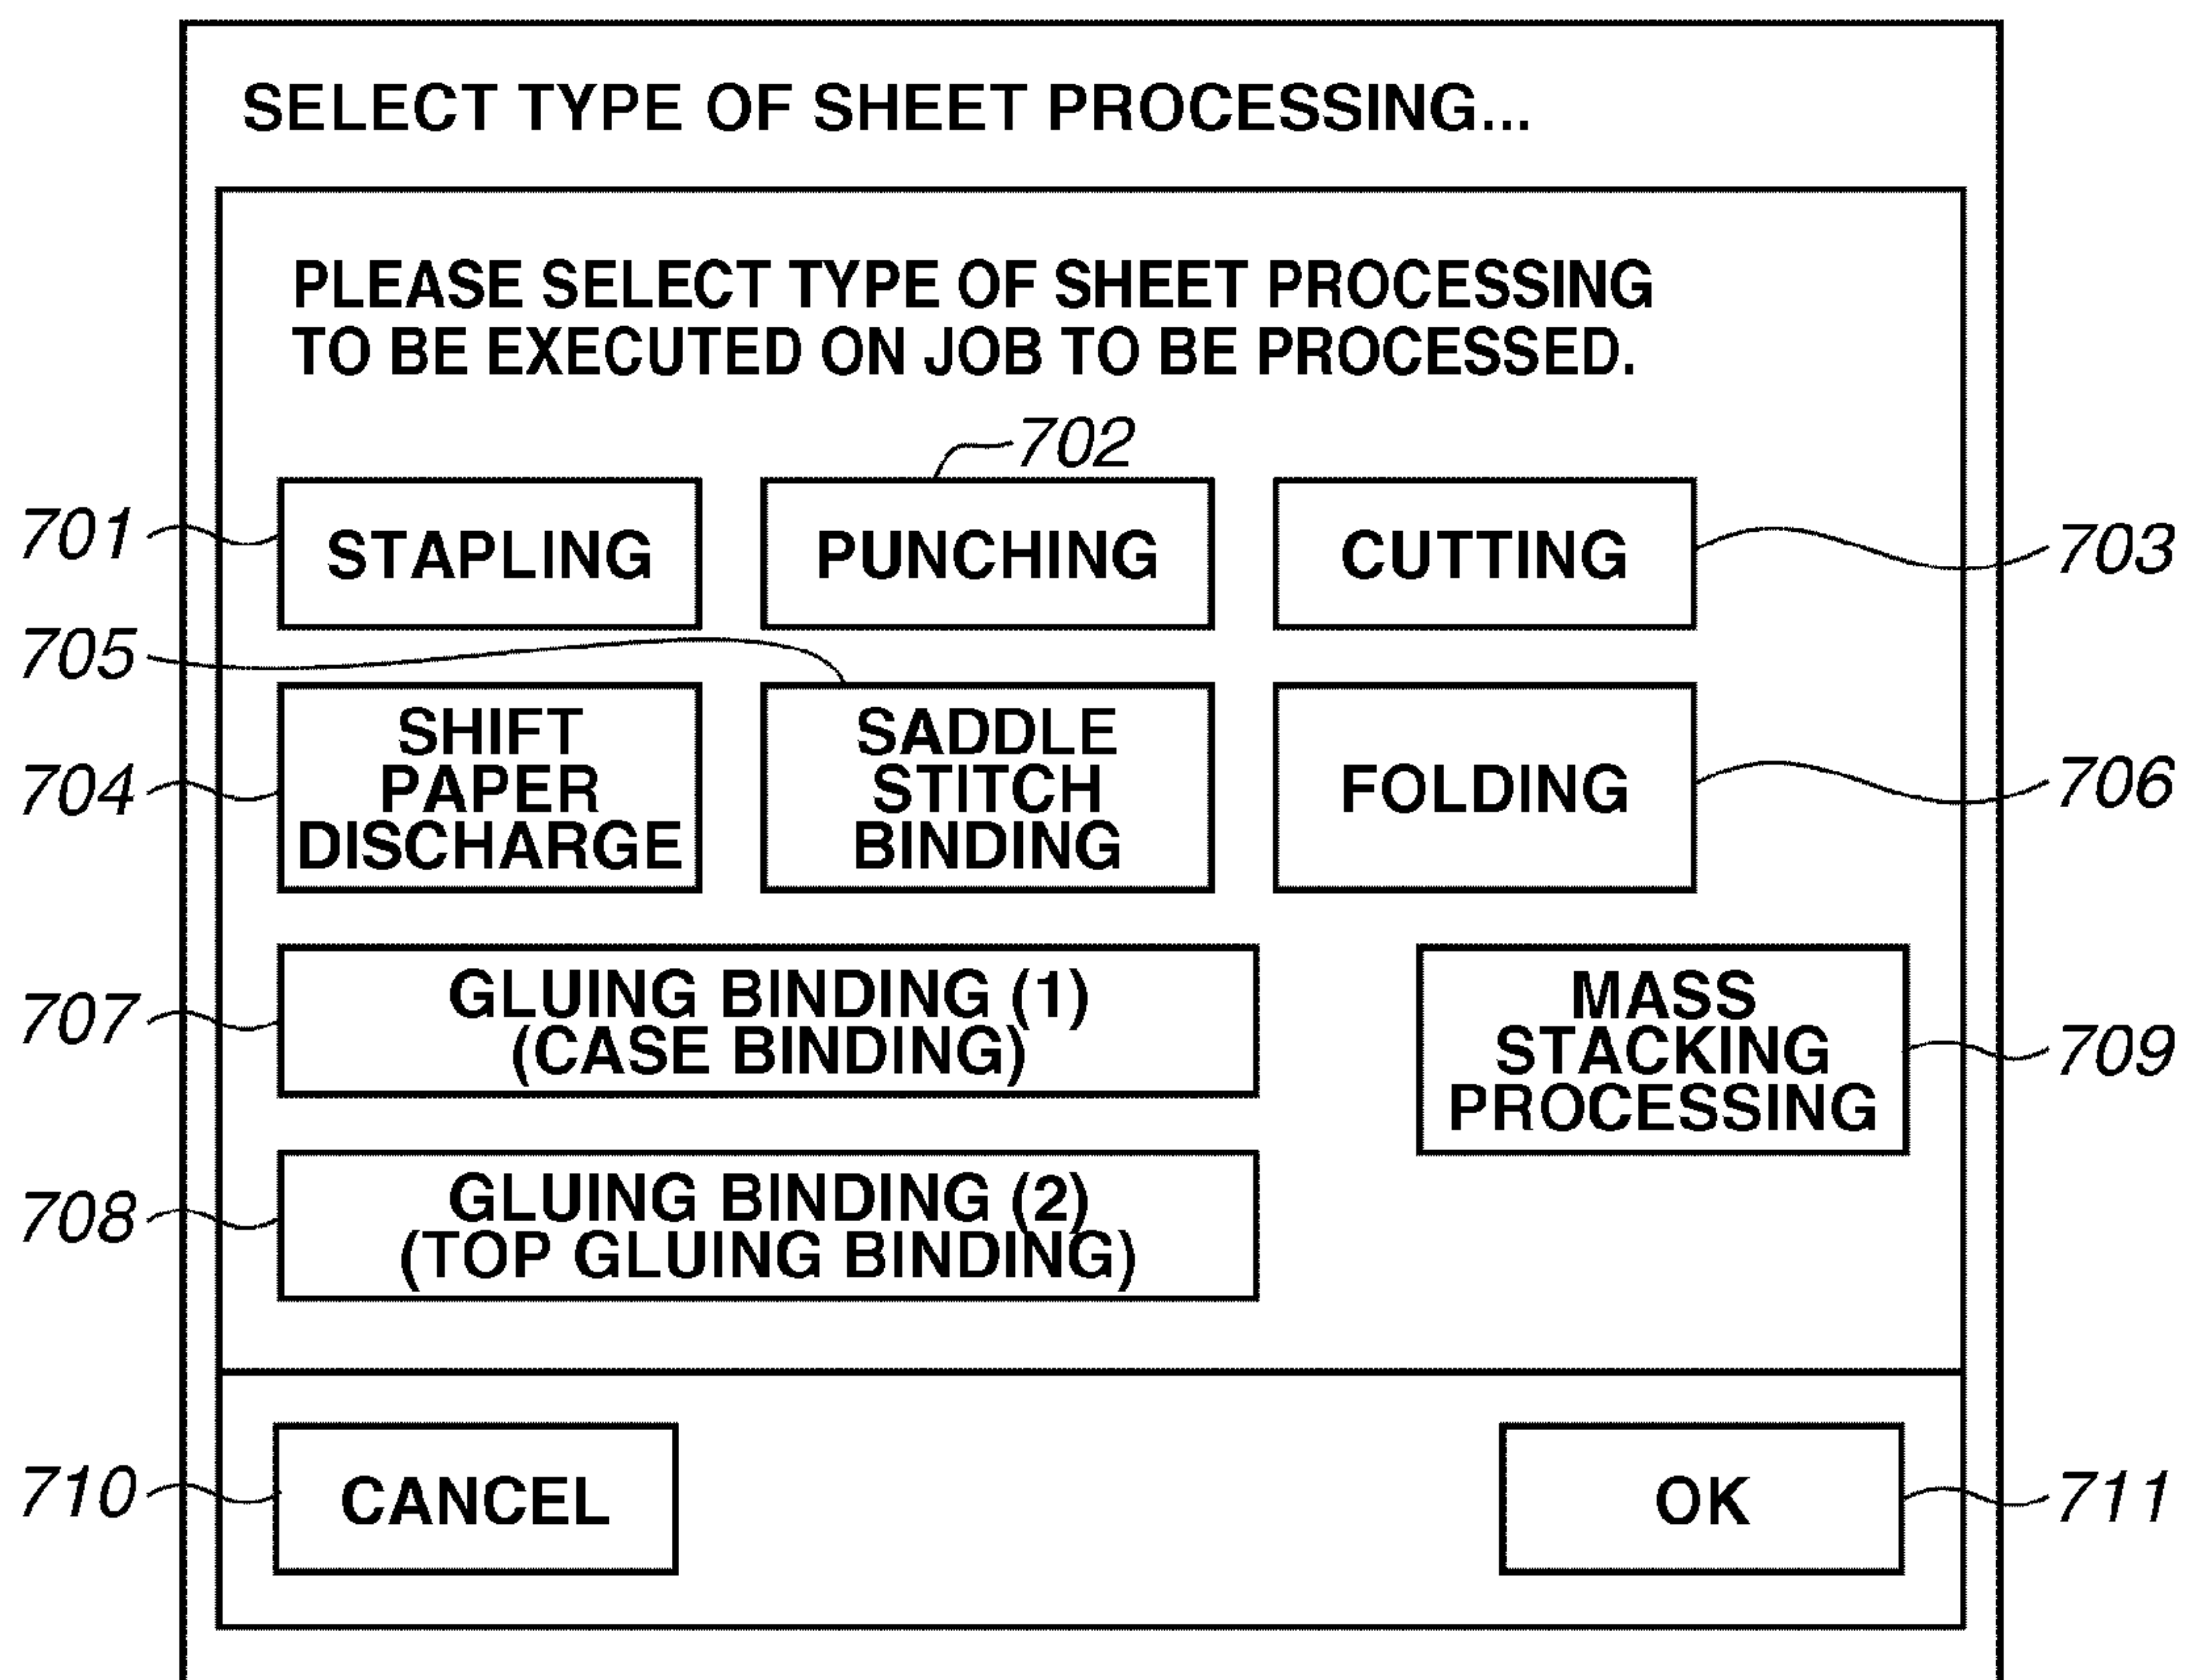 SELECT TYPE OF SHEET PROCESSING...
PLEASE SELECT TYPE OF SHEET PROCESSING
TO BE EXECUTED ON JOB TO BE PROCESSED.
702
701
STAPLING
PUNCHING
CUTTING
703
705
704
SHIFT
PAPER
DISCHARGE
SADDLE
STITCH
BINDING
FOLDING
706
707
GLUING BINDING (1)
(CASE BINDING)
MASS
STACKING
PROCESSING
709
708
GLUING BINDING (2)
(TOP GLUING BINDING)
710
CANCEL
OK
711